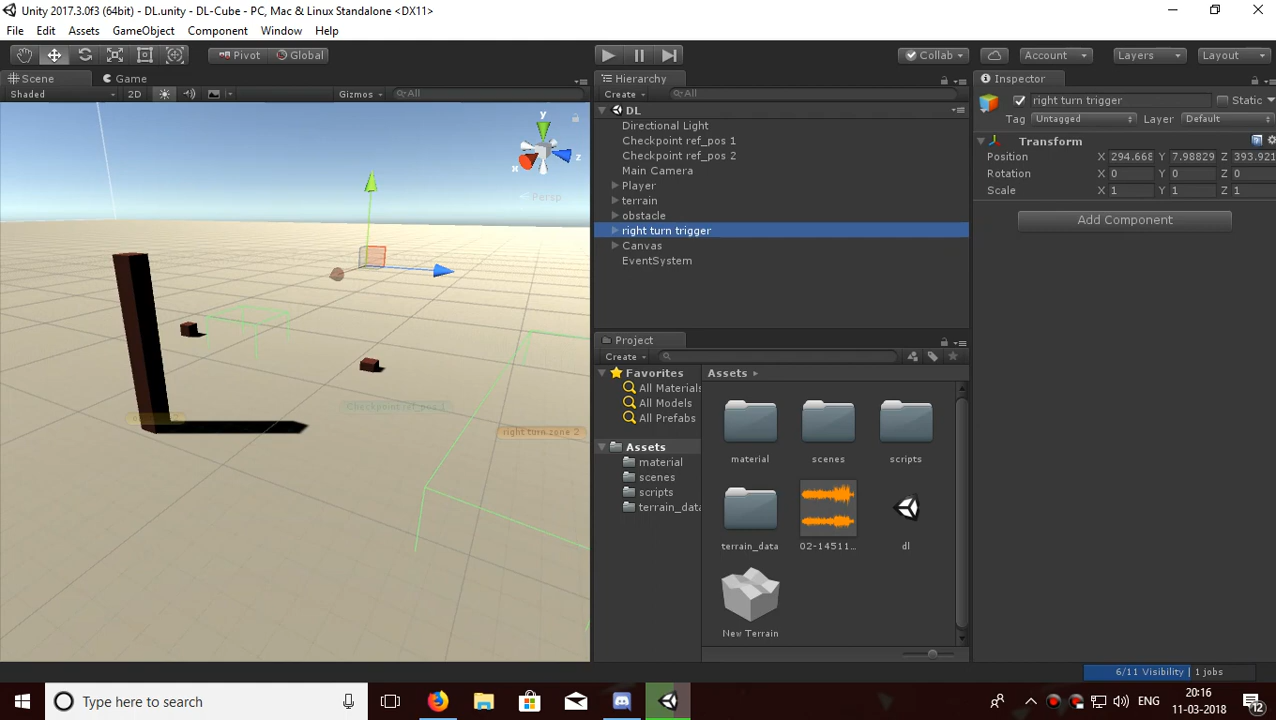 Unity 2017.3.0f3 (64bit) - DL.unity - DL-Cube - PC, Mac & Linux Standalone <DX11>
File Edit Assets GameObject Component Window Help
Pivot Global Collab Account Layers Layout
Scene Game
Shaded 2D Gizmos All
y
x
z
Persp
Checkpoint ref_pos 1
right turn zone 2
Hierarchy
Create All
DL
Directional Light
Checkpoint ref_pos 1
Checkpoint ref_pos 2
Main Camera
Player
terrain
obstacle
right turn trigger
Canvas
EventSystem
Project
Create
Favorites
All Materials
All Models
All Prefabs
Assets
material
scenes
scripts
terrain_data
Assets
material scenes scripts
terrain_data 02-14511... dl
New Terrain
Inspector
right turn trigger Static
Tag Untagged Layer Default
Transform
Position X 294.668 Y 7.98829 Z 393.921
Rotation X 0 Y 0 Z 0
Scale X 1 Y 1 Z 1
Add Component
6/11 Visibility | 1 jobs
Type here to search
ENG
20:16
11-03-2018
12